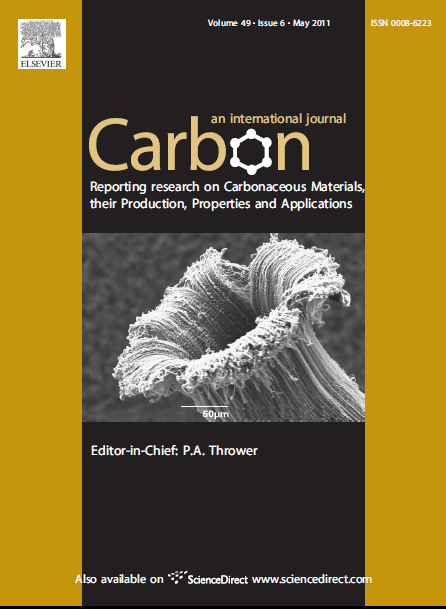 Volume 49 • Issue 6 • May 2011
ISSN 0008-6223
ELSEVIER
an international journal
Carbon
Reporting research on Carbonaceous Materials,
their Production, Properties and Applications
50µm
Editor-in-Chief: P.A. Thrower
Also available on ScienceDirect www.sciencedirect.com